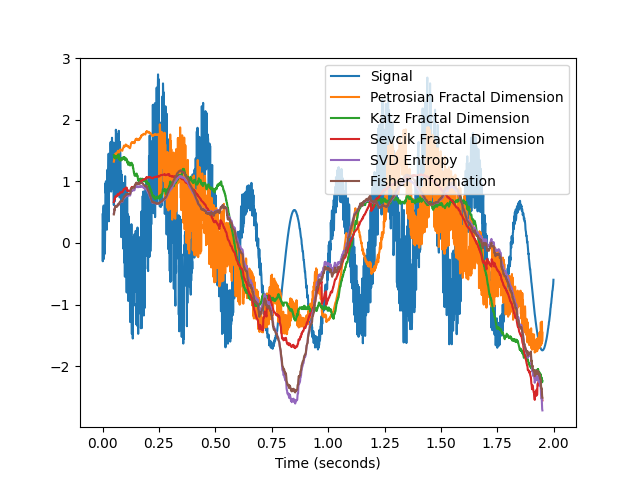 3
2
1
0
−1
−2
Signal
Petrosian Fractal Dimension
Katz Fractal Dimension
Sevcik Fractal Dimension
SVD Entropy
Fisher Information
0.00 0.25 0.50 0.75 1.00 1.25 1.50 1.75 2.00
Time (seconds)